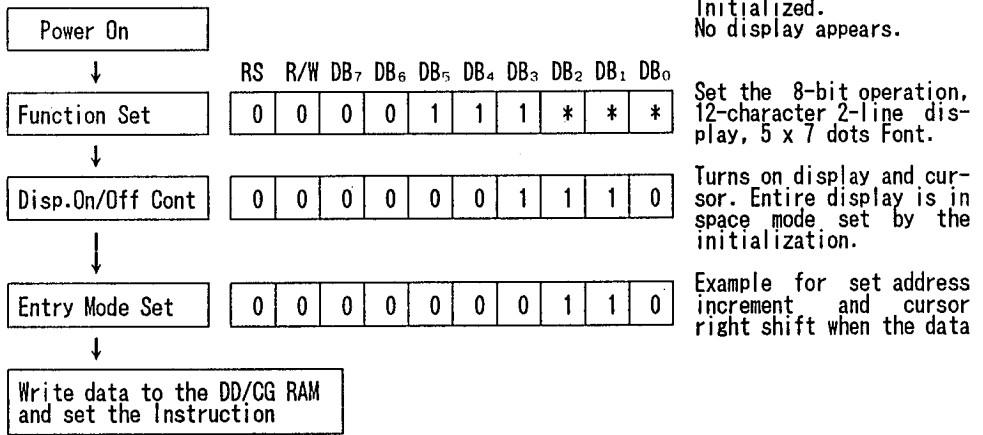 Initialized.
Power On
No display appears.
RS R/W DB₇ DB₆ DB₅ DB₄ DB₃ DB₂ DB₁ DB₀
Function Set
0 0 0 0 1 1 1 * * *
Set the 8-bit operation,
12-character 2-line dis-
play, 5 x 7 dots Font.
Disp.On/Off Cont
0 0 0 0 0 0 1 1 1 0
Turns on display and cur-
sor. Entire display is in
space mode set by the
initialization.
Entry Mode Set
0 0 0 0 0 0 0 1 1 0
Example for set address
increment and cursor
right shift when the data
Write data to the DD/CG RAM
and set the Instruction